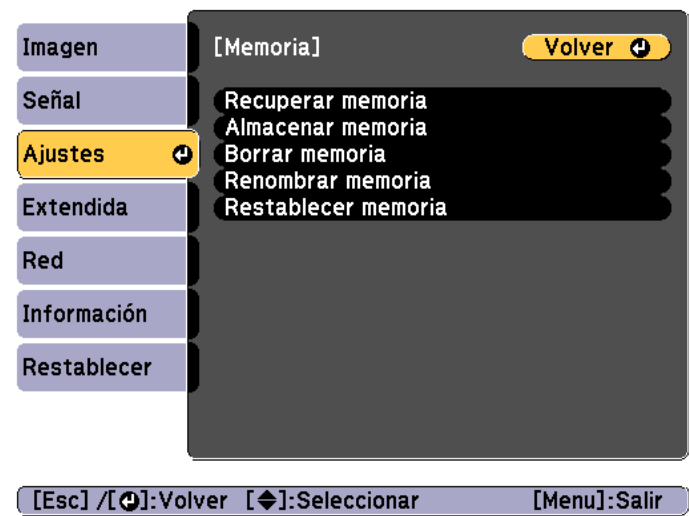 Imagen
Señal
Ajustes
Extendida
Red
Información
Restablecer
[Memoria]
Volver
Recuperar memoria
Almacenar memoria
Borrar memoria
Renombrar memoria
Restablecer memoria
[Esc] /[⏎]:Volver [◆]:Seleccionar [Menu]:Salir